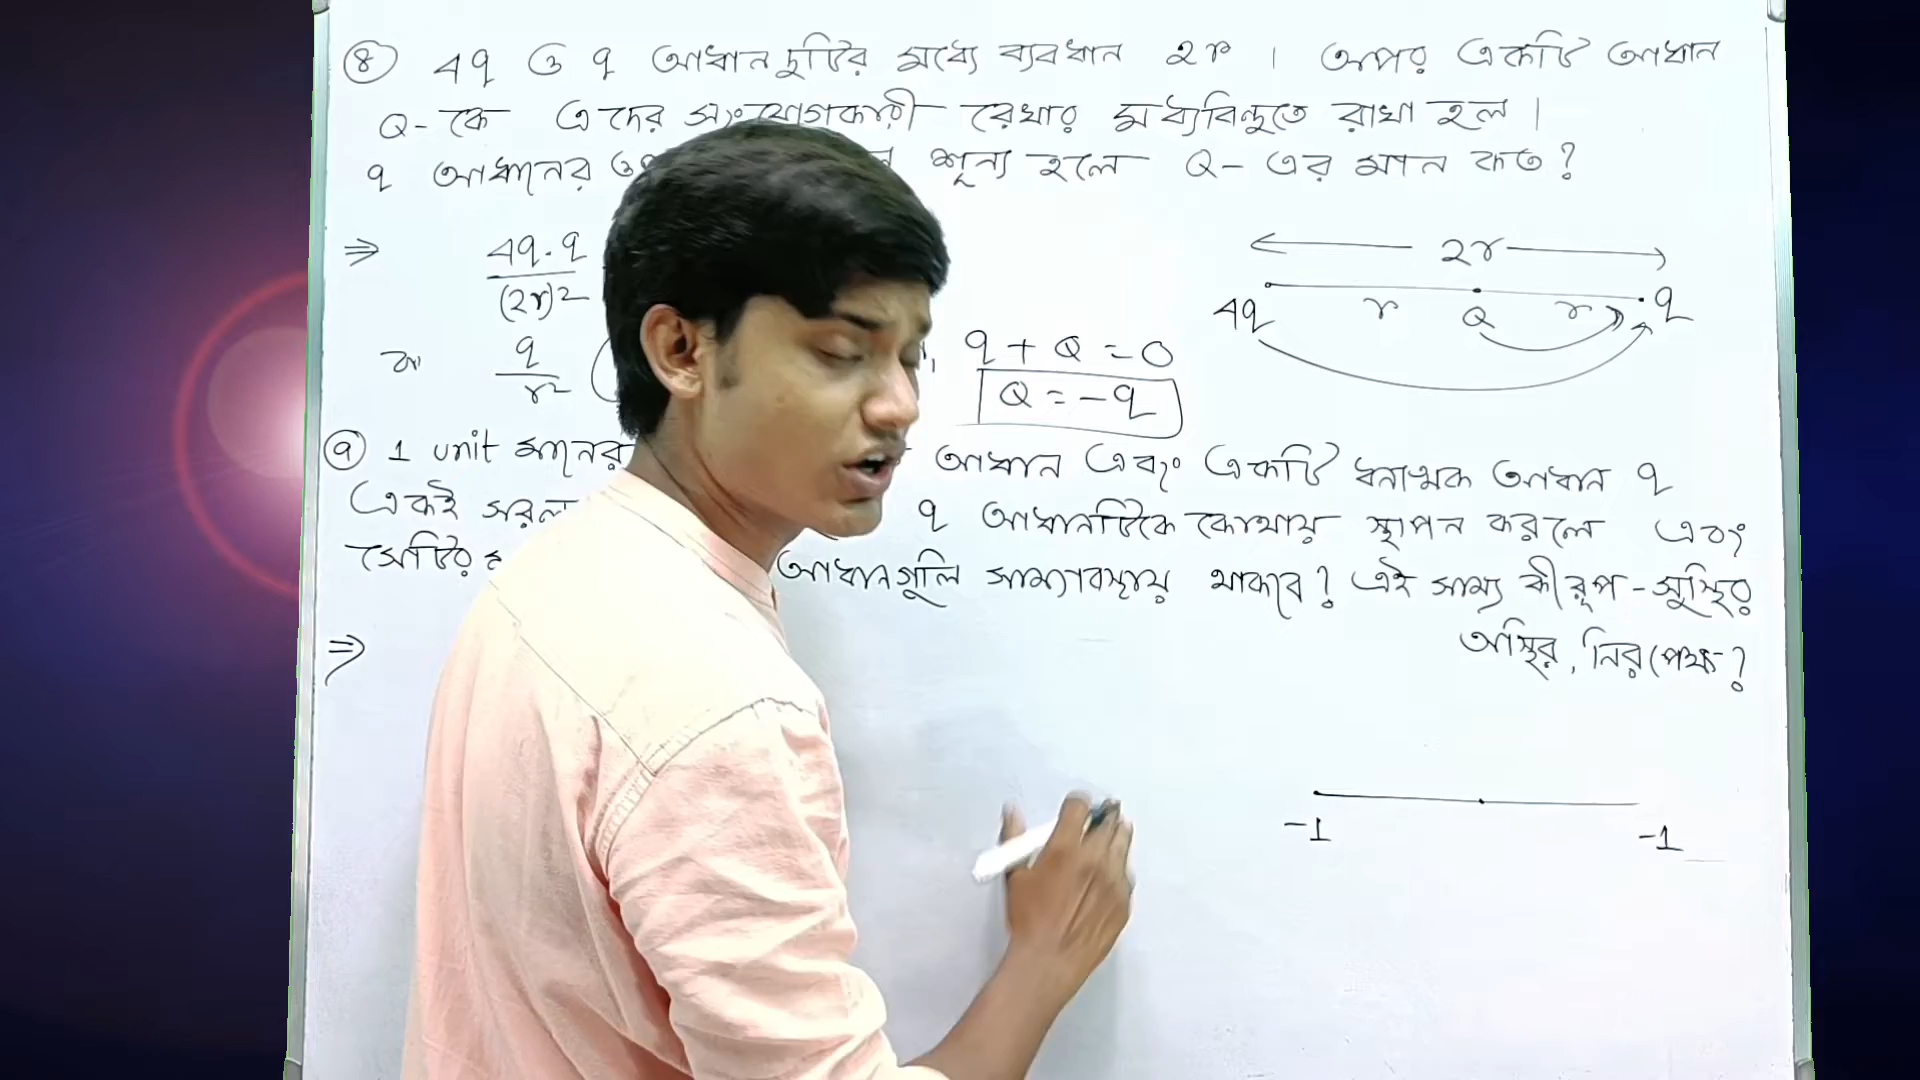 ⑧ 4q ও q আধান দুটির মধ্যে ব্যবধান 2r । অপর একটি আধান
Q- কে এদের সংযোগকারী রেখার মধ্যবিন্দুতে রাখা হল ।
q আধানের শূন্য হলে Q- এর মান কত ?
⇒ 4q . q
(2r)²
বা q
r²
q + Q = 0
Q = - q
2r
4q r Q r q
⑨ 1 unit মানের আধান এবং একটি ধনাত্মক আধান q
একই সরল q আধানটিকে কোথায় স্থাপন করলে এবং
সেটির আধানগুলি সাম্যাবস্থায় থাকবে ? এই সাম্য কীরূপ - সুস্থির
অস্থির, নিরপেক্ষ ?
⇒
-1 -1